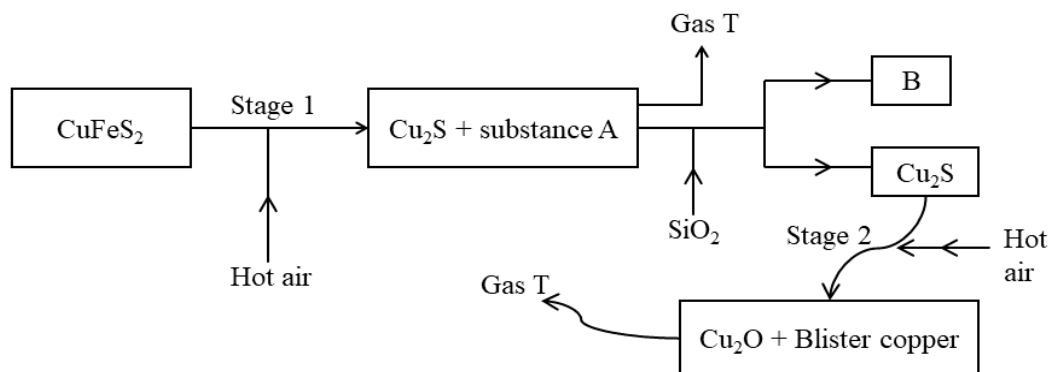 Gas T
Stage 1
CuFeS₂
Cu₂S + substance A
B
Cu₂S
SiO₂
Stage 2
Hot air
Hot
air
Gas T
Cu₂O + Blister copper